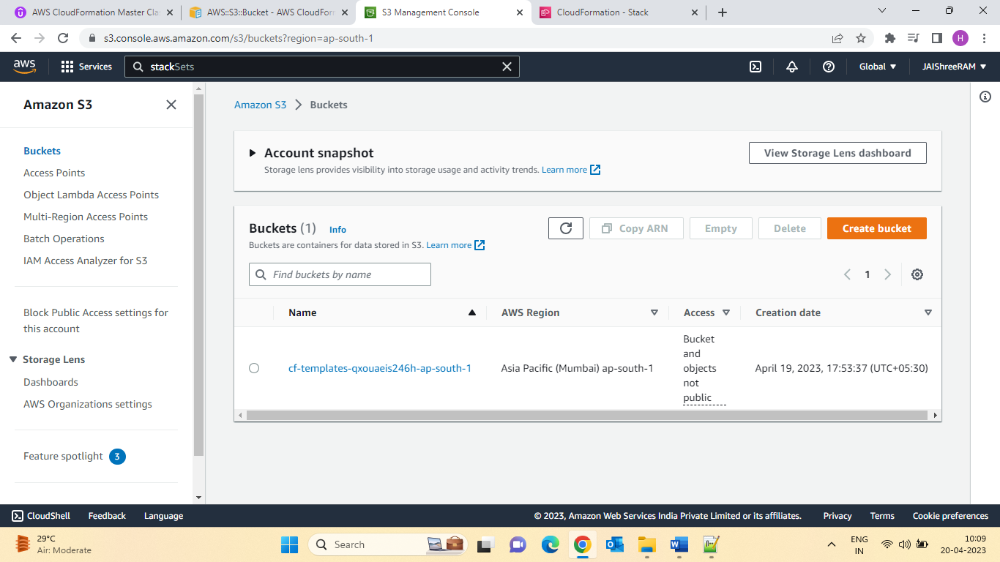 AWS CloudFormation Master Cla
AWS::S3::Bucket - AWS CloudForm
S3 Management Console
CloudFormation - Stack
s3.console.aws.amazon.com/s3/buckets?region=ap-south-1
H
aws
Services
stackSets
Global
JAIShreeRAM
Amazon S3
Buckets
Access Points
Object Lambda Access Points
Multi-Region Access Points
Batch Operations
IAM Access Analyzer for S3
Block Public Access settings for
this account
Storage Lens
Dashboards
AWS Organizations settings
Feature spotlight 3
Amazon S3 > Buckets
Account snapshot
Storage lens provides visibility into storage usage and activity trends. Learn more
View Storage Lens dashboard
Buckets (1) Info
Buckets are containers for data stored in S3. Learn more
Copy ARN
Empty
Delete
Create bucket
Find buckets by name
1
Name AWS Region Access Creation date
cf-templates-qxouaeis246h-ap-south-1
Asia Pacific (Mumbai) ap-south-1
Bucket
and
objects
not
public
April 19, 2023, 17:53:37 (UTC+05:30)
CloudShell Feedback Language
© 2023, Amazon Web Services India Private Limited or its affiliates. Privacy Terms Cookie preferences
29°C
Air: Moderate
Search
ENG
IN
10:09
20-04-2023